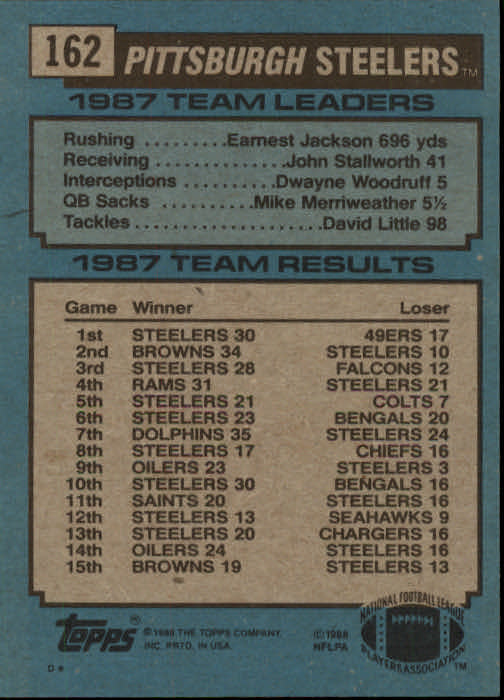 162 PITTSBURGH STEELERS TM
1987 TEAM LEADERS
Rushing .........Earnest Jackson 696 yds
Receiving ..............John Stallworth 41
Interceptions ..........Dwayne Woodruff 5
QB Sacks ..........Mike Merriweather 5½
Tackles....................David Little 98
1987 TEAM RESULTS
Game Winner Loser
1st STEELERS 30 49ERS 17
2nd BROWNS 34 STEELERS 10
3rd STEELERS 28 FALCONS 12
4th RAMS 31 STEELERS 21
5th STEELERS 21 COLTS 7
6th STEELERS 23 BENGALS 20
7th DOLPHINS 35 STEELERS 24
8th STEELERS 17 CHIEFS 16
9th OILERS 23 STEELERS 3
10th STEELERS 30 BENGALS 16
11th SAINTS 20 STEELERS 16
12th STEELERS 13 SEAHAWKS 9
13th STEELERS 20 CHARGERS 16
14th OILERS 24 STEELERS 16
15th BROWNS 19 STEELERS 13
topps® © 1988 THE TOPPS COMPANY,
INC. PRTD. IN USA
© 1988
NFLPA
NATIONAL FOOTBALL LEAGUE
PLAYERS ASSOCIATION TM
D*